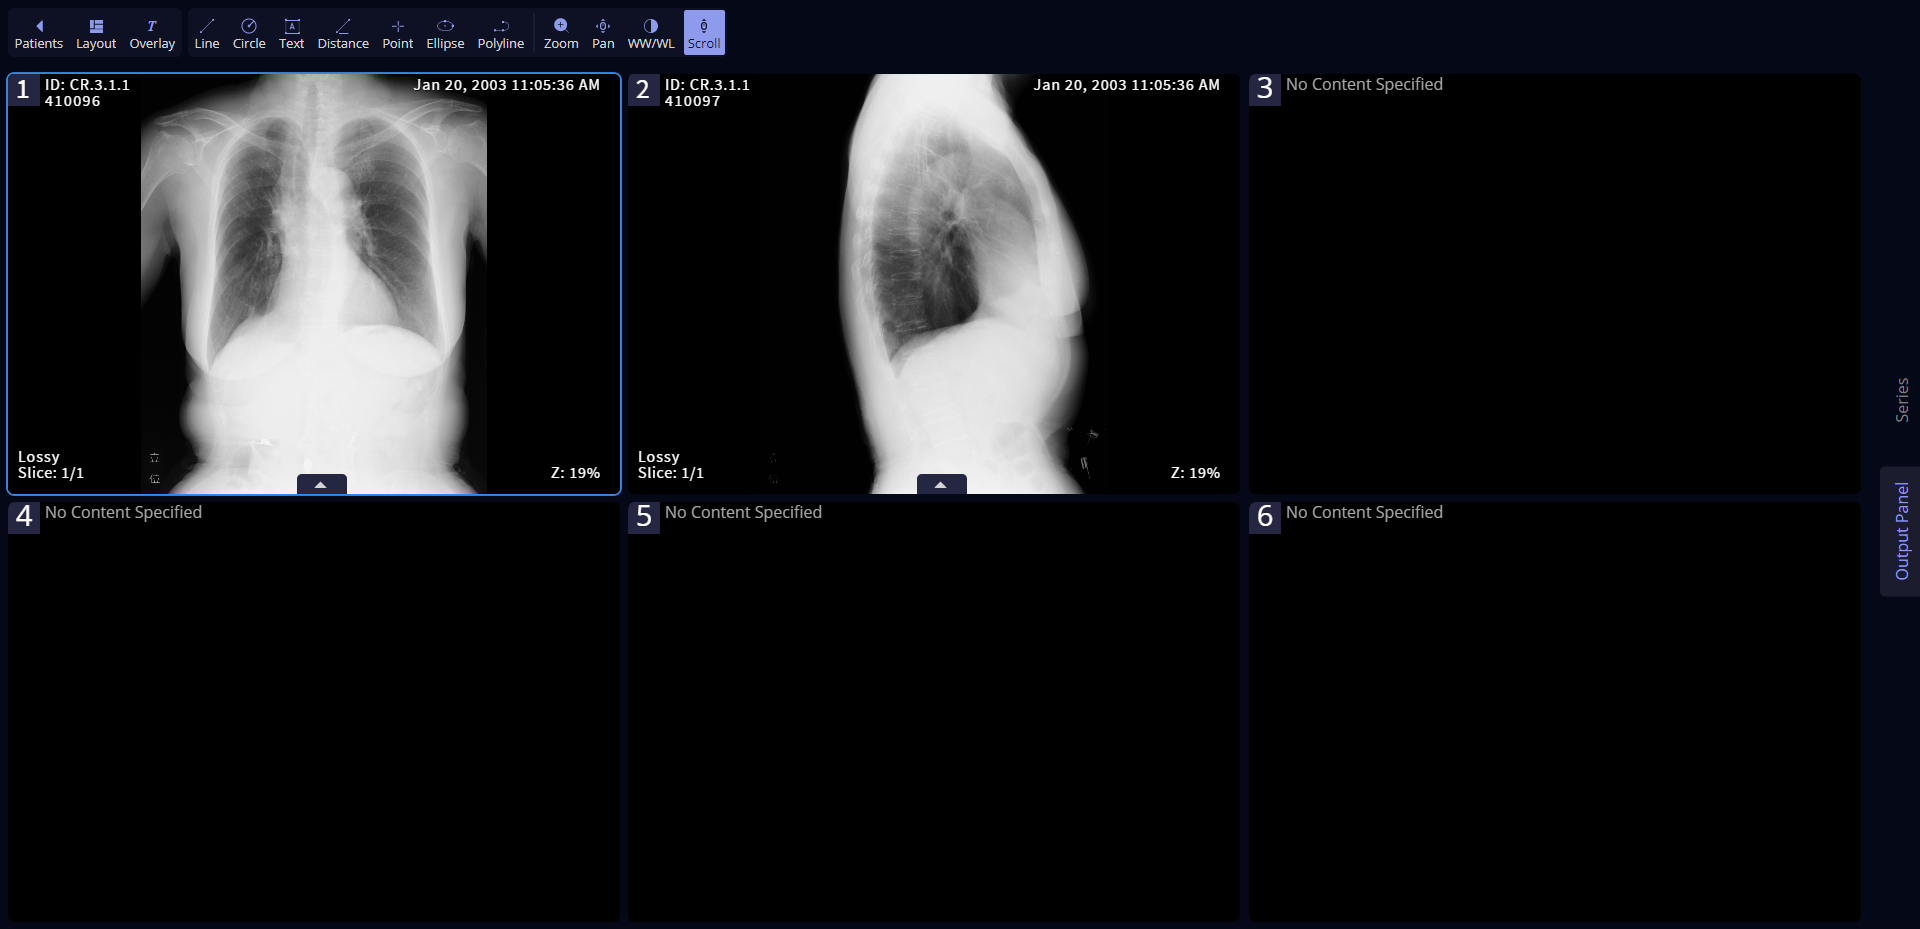 Patients Layout Overlay Line Circle Text Distance Point Ellipse Polyline Zoom Pan WW/WL Scroll
1 ID: CR.3.1.1 Jan 20, 2003 11:05:36 AM
410096
Lossy
Slice: 1/1 Z: 19%
2 ID: CR.3.1.1 Jan 20, 2003 11:05:36 AM
410097
Lossy
Slice: 1/1 Z: 19%
3 No Content Specified
4 No Content Specified
5 No Content Specified
6 No Content Specified
Series
Output Panel